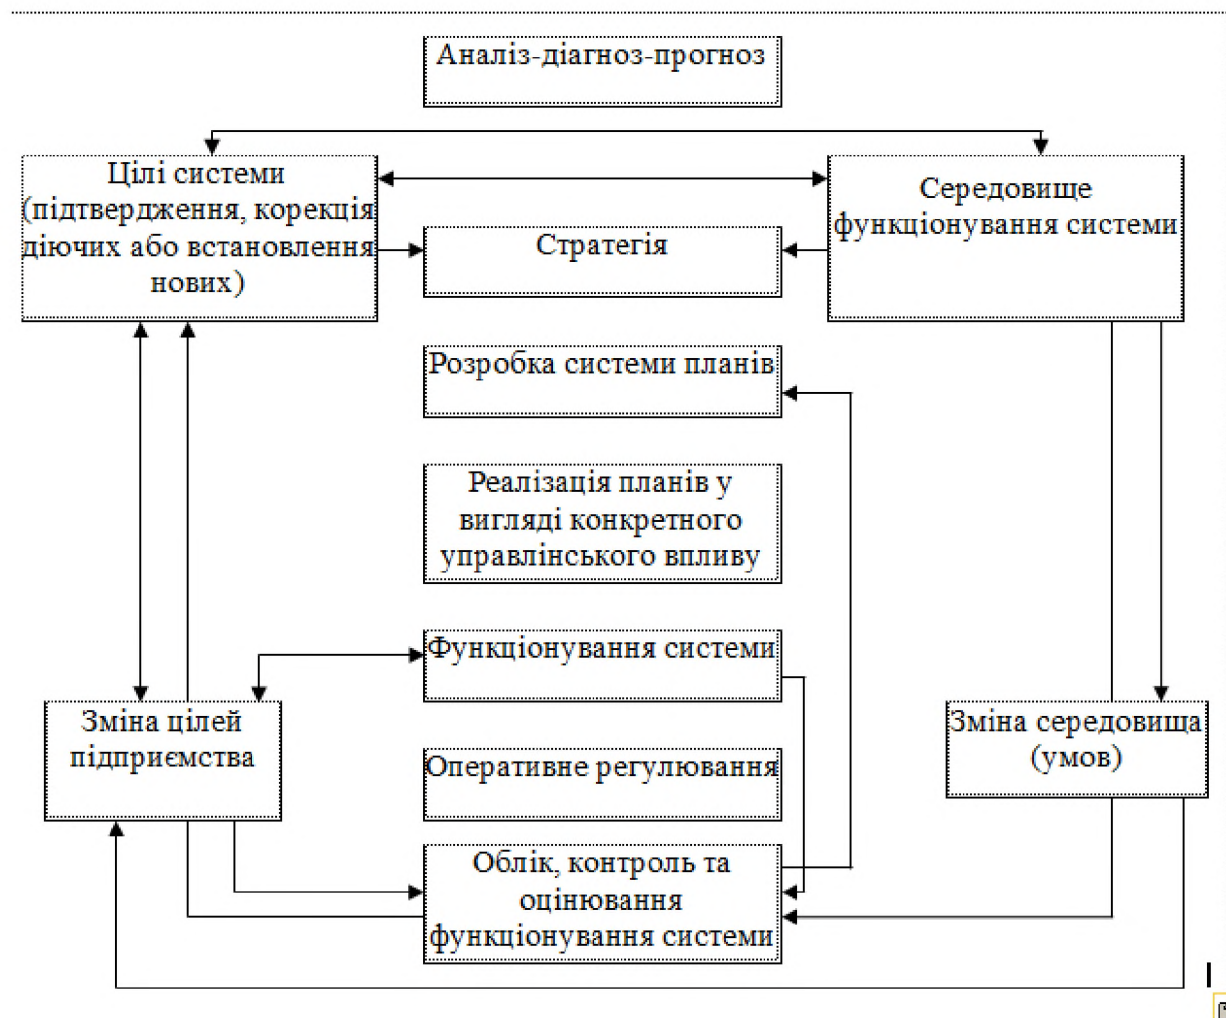 Аналіз-діагноз-прогноз
Цілі системи
(підтвердження, корекція
діючих або встановлення
нових)
Середовище
функціонування системи
Стратегія
Розробка системи планів
Реалізація планів у
вигляді конкретного
управлінського впливу
Функціонування системи
Зміна цілей
підприємства
Зміна середовища
(умов)
Оперативне регулювання
Облік, контроль та
оцінювання
функціонування системи